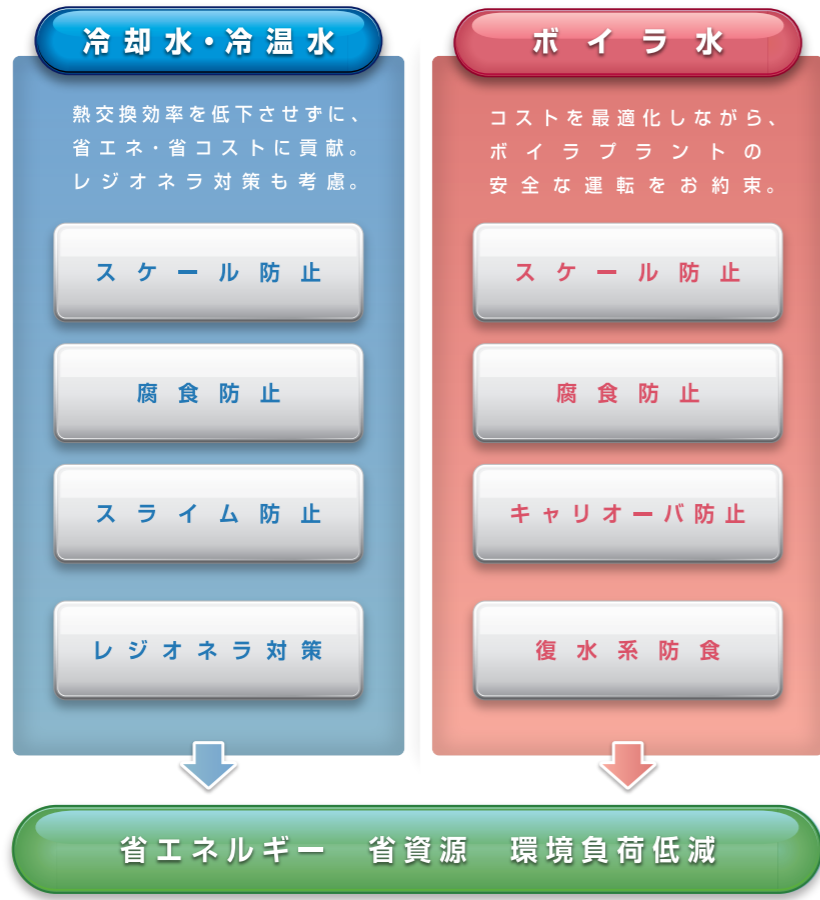 冷却水・冷温水
熱交換効率を低下させずに、
省エネ・省コストに貢献。
レジオネラ対策も考慮。
スケール防止
腐食防止
スライム防止
レジオネラ対策
ボイラ水
コストを最適化しながら、
ボイラプラントの
安全な運転をお約束。
スケール防止
腐食防止
キャリオーバ防止
復水系防食
省エネルギー　省資源　環境負荷低減